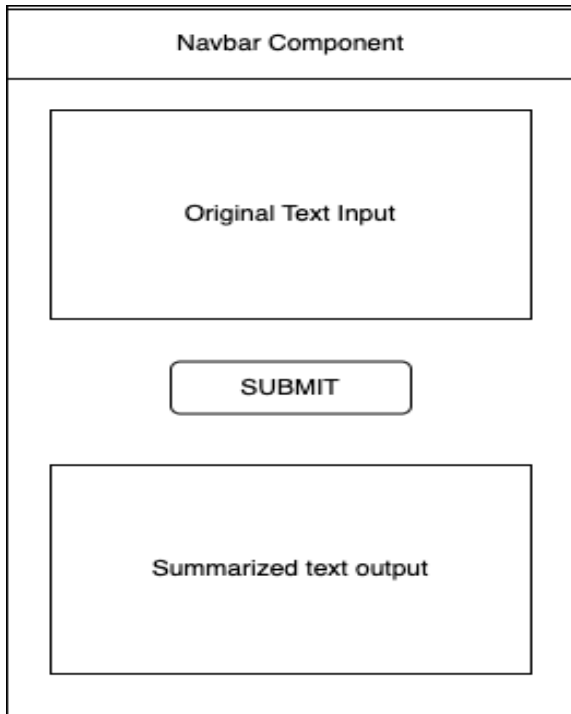 Navbar Component
Original Text Input
SUBMIT
Summarized text output